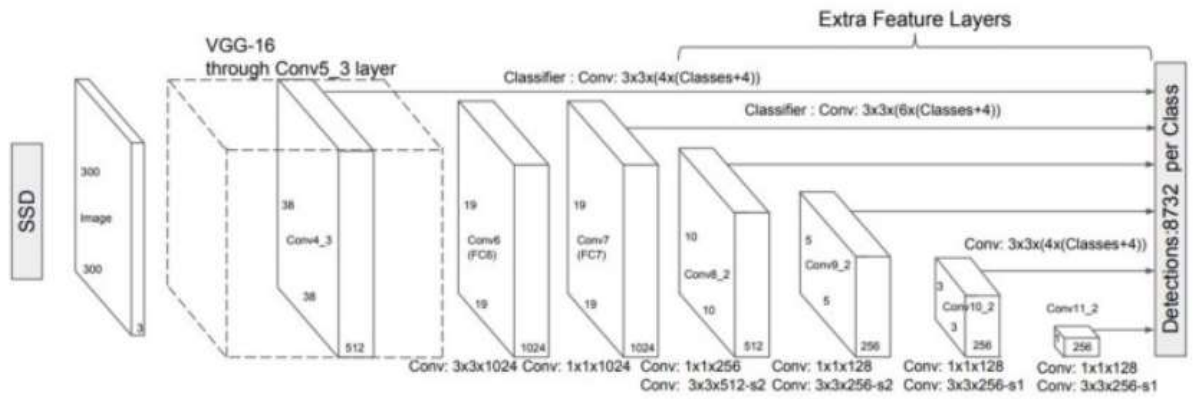 Extra Feature Layers
VGG-16
through Conv5_3 layer
Classifier : Conv: 3x3x(4x(Classes+4))
Classifier : Conv: 3x3x(6x(Classes+4))
SSD
300
Image
300
3
38
Conv4_3
38
512
19
Conv6
(FC6)
19
1024
19
Conv7
(FC7)
19
1024
10
Conv8_2
10
512
5
Conv9_2
5
256
Conv: 3x3x(4x(Classes+4))
3
Conv10_2
3
256
Conv11_2
256
Detections:8732 per Class
Conv: 3x3x1024
Conv: 1x1x1024
Conv: 1x1x256
Conv: 3x3x512-s2
Conv: 1x1x128
Conv: 3x3x256-s2
Conv: 1x1x128
Conv: 3x3x256-s1
Conv: 1x1x128
Conv: 3x3x256-s1